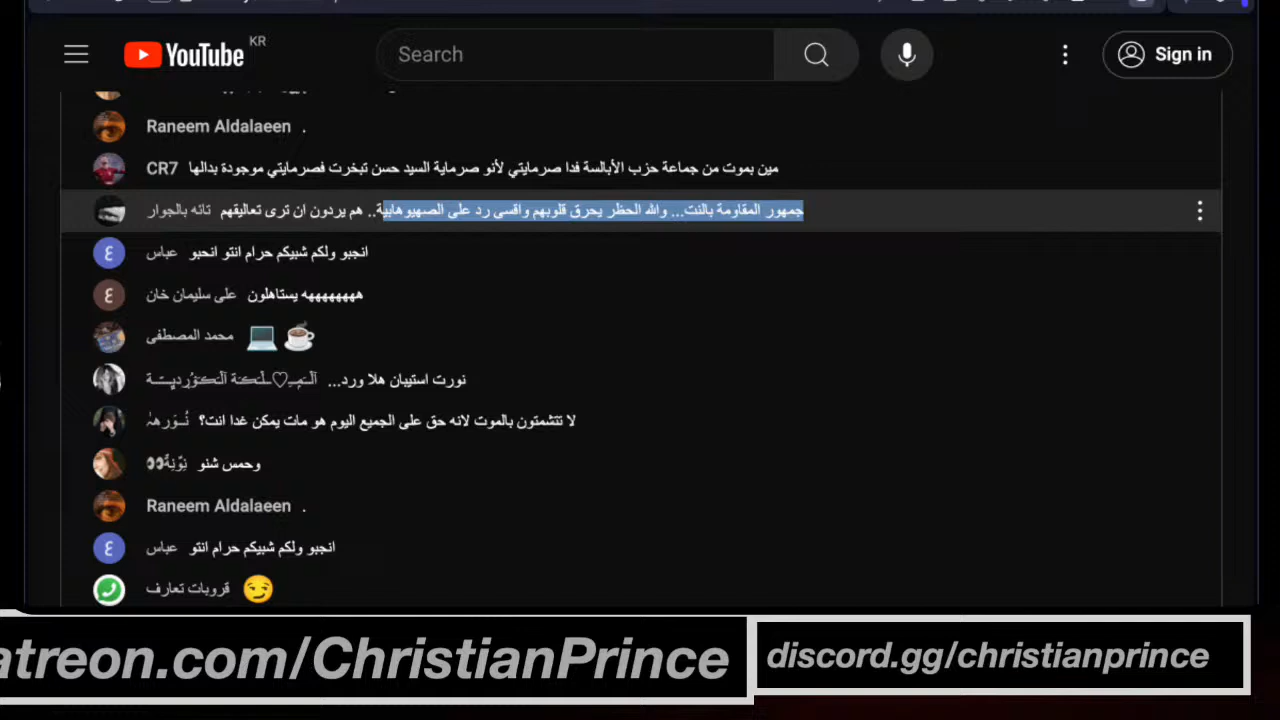 YouTube KR
Search
Sign in
Raneem Aldalaeen .
CR7 مين بموت من جماعة حزب الأبالسة فدا صرمايتي لأنو صرماية السيد حسن تبخرت فصرمايتي موجودة بدالها
تائه بالجوار جمهور المقاومة بالنت... والله الحظر يحرق قلوبهم واقسى رد على الصهيوهابية.. هم يردون ان ترى تعاليقهم
عباس انجبو ولكم شبيكم حرام انتو انحبو
على سليمان خان هههههههه يستاهلون
محمد المصطفى 💻 ☕
نورت استيبان هلا ورد...
لا تتشمتون بالموت لانه حق على الجميع اليوم هو مات يمكن غدا انت؟
وحمس شنو
Raneem Aldalaeen .
عباس انجبو ولكم شبيكم حرام انتو
قروبات تعارف 😏
atreon.com/ChristianPrince
discord.gg/christianprince